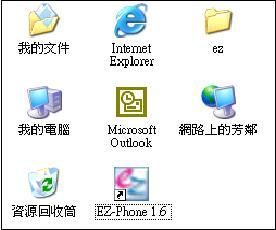 我的文件
Internet
Explorer
ez
我的電腦
Microsoft
Outlook
網路上的芳鄰
資源回收筒
EZ-Phone 1.6